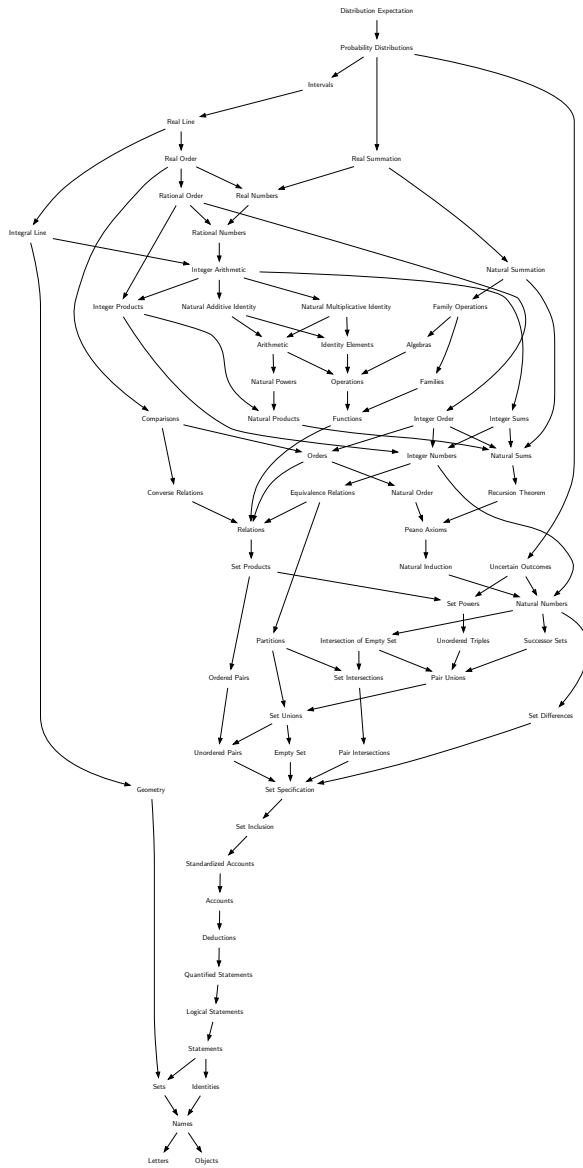 Distribution Expectation
Probability Distributions
Intervals
Real Line
Real Order
Real Summation
Rational Order
Real Numbers
Integral Line
Rational Numbers
Integer Arithmetic
Natural Summation
Integer Products
Natural Additive Identity
Natural Multiplicative Identity
Family Operations
Arithmetic
Identity Elements
Algebras
Natural Powers
Operations
Families
Comparisons
Natural Products
Functions
Integer Order
Integer Sums
Orders
Integer Numbers
Natural Sums
Converse Relations
Equivalence Relations
Natural Order
Recursion Theorem
Relations
Peano Axioms
Set Products
Natural Induction
Uncertain Outcomes
Set Powers
Natural Numbers
Partitions
Intersection of Empty Set
Unordered Triples
Successor Sets
Ordered Pairs
Set Intersections
Pair Unions
Set Unions
Set Differences
Unordered Pairs
Empty Set
Pair Intersections
Geometry
Set Specification
Set Inclusion
Standardized Accounts
Accounts
Deductions
Quantified Statements
Logical Statements
Statements
Sets
Identities
Names
Letters
Objects